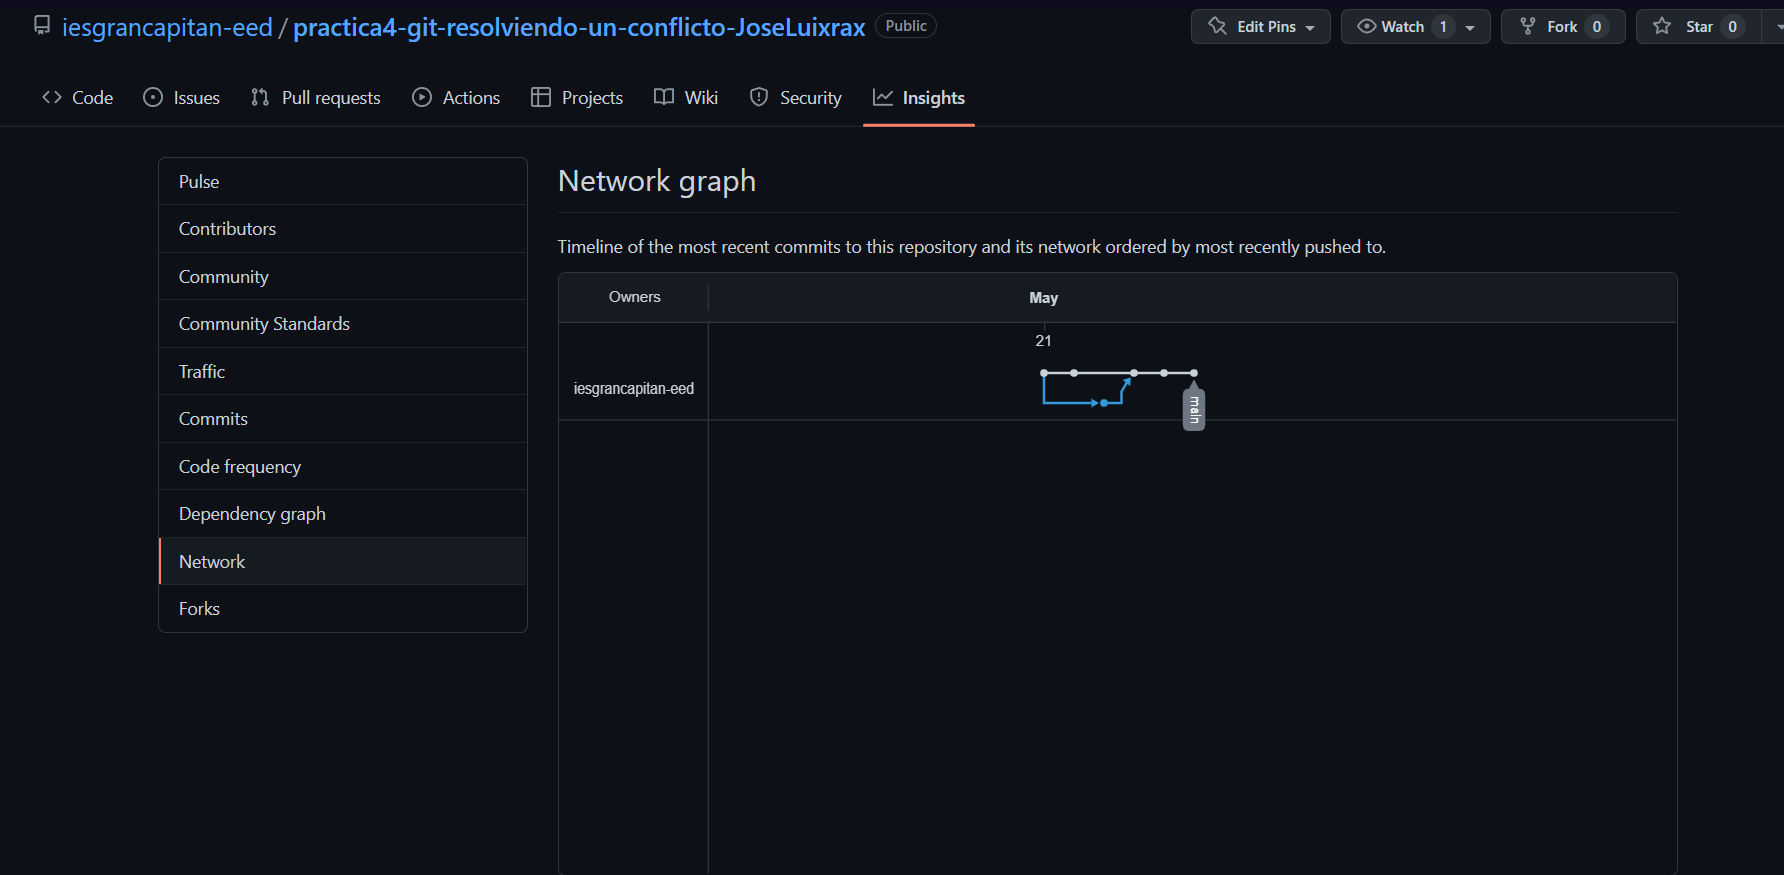 iesgrancapitan-eed / practica4-git-resolviendo-un-conflicto-JoseLuixrax Public
Edit Pins Watch 1 Fork 0 Star 0
Code Issues Pull requests Actions Projects Wiki Security Insights
Pulse
Contributors
Community
Community Standards
Traffic
Commits
Code frequency
Dependency graph
Network
Forks
Network graph
Timeline of the most recent commits to this repository and its network ordered by most recently pushed to.
Owners May
21
iesgrancapitan-eed
main